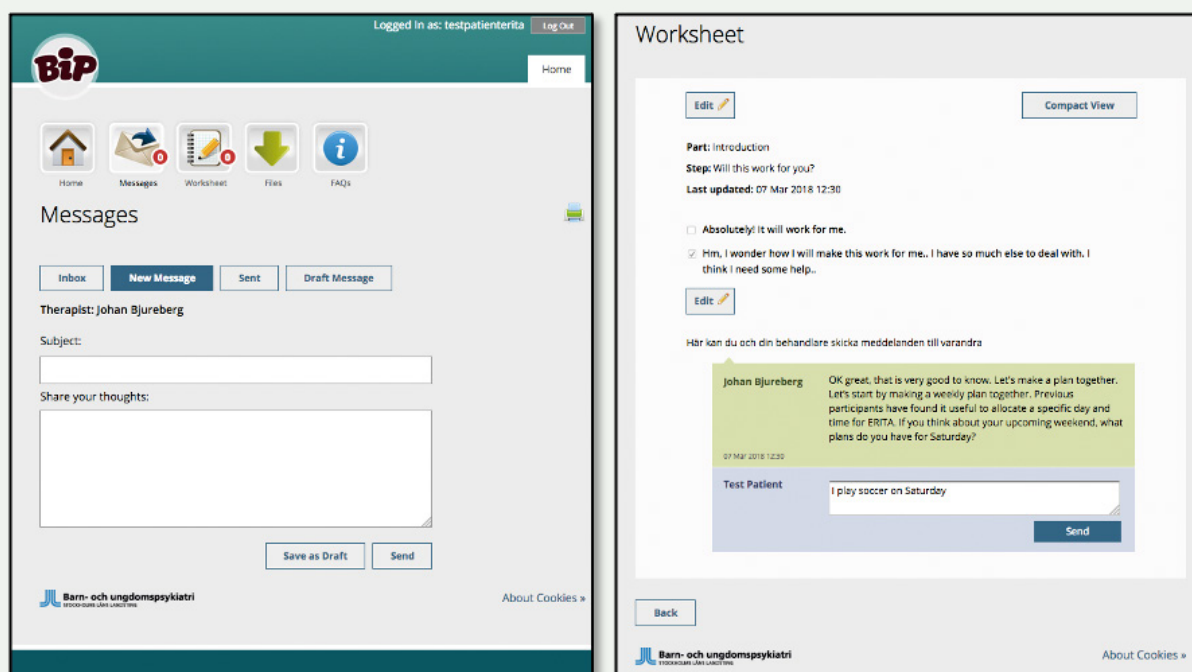 Logged In as: testpatienterita
Log Out
BiP
Home
0
0
i
Home
Messages
Worksheet
Files
FAQs
Messages
Inbox
New Message
Sent
Draft Message
Therapist: Johan Bjureberg
Subject:
Share your thoughts:
Save as Draft
Send
Barn- och ungdomspsykiatri
STOCKHOLMS LÄNS LANDSTING
About Cookies »
Worksheet
Edit
Compact View
Part: Introduction
Step: Will this work for you?
Last updated: 07 Mar 2018 12:30
Absolutely! It will work for me.
Hm, I wonder how I will make this work for me.. I have so much else to deal with. I
think I need some help..
Edit
Här kan du och din behandlare skicka meddelanden till varandra
Johan Bjureberg
OK great, that is very good to know. Let's make a plan together.
Let's start by making a weekly plan together. Previous
participants have found it useful to allocate a specific day and
time for ERITA. If you think about your upcoming weekend, what
plans do you have for Saturday?
07 Mar 2018 12:30
Test Patient
I play soccer on Saturday
Send
Back
Barn- och ungdomspsykiatri
STOCKHOLMS LÄNS LANDSTING
About Cookies »